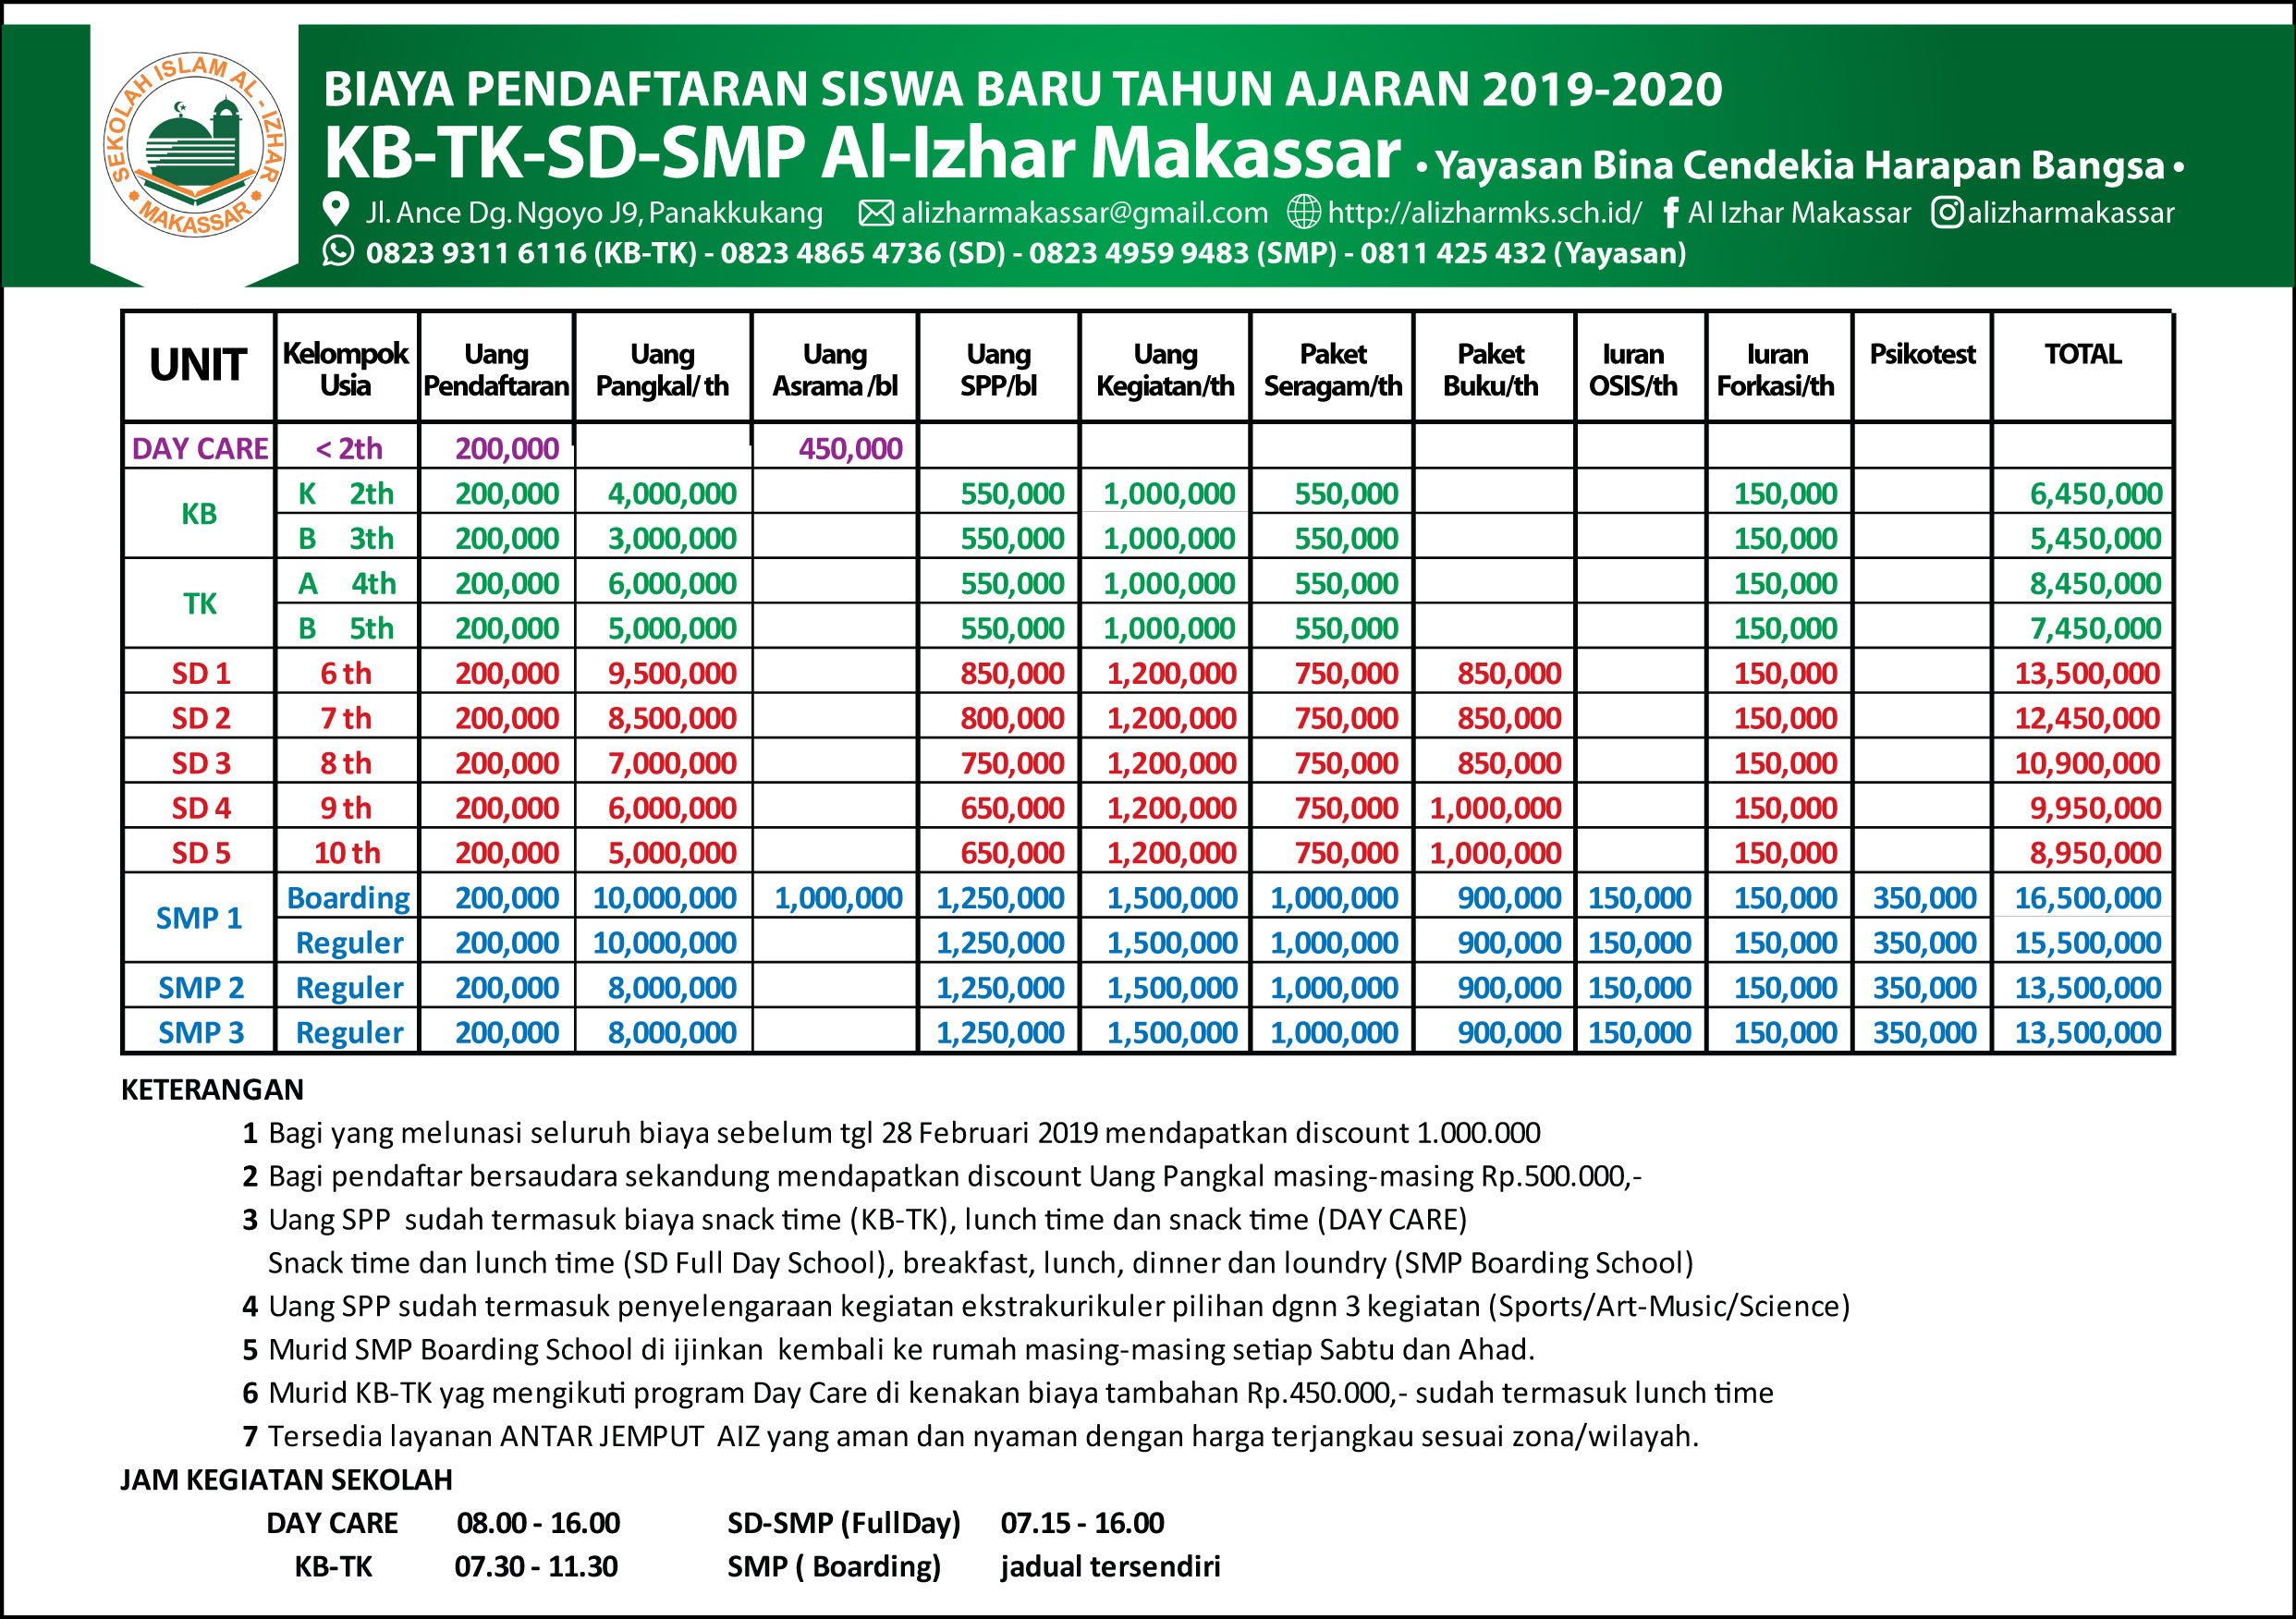 SEKOLAH ISLAM AL - IZHAR
MAKASSAR
BIAYA PENDAFTARAN SISWA BARU TAHUN AJARAN 2019-2020
KB-TK-SD-SMP Al-Izhar Makassar • Yayasan Bina Cendekia Harapan Bangsa •
Jl. Ance Dg. Ngoyo J9, Panakkukang alizharmakassar@gmail.com http://alizharmks.sch.id/ Al Izhar Makassar alizharmakassar
0823 9311 6116 (KB-TK) - 0823 4865 4736 (SD) - 0823 4959 9483 (SMP) - 0811 425 432 (Yayasan)
UNIT Kelompok Usia Uang Pendaftaran Uang Pangkal/ th Uang Asrama /bl Uang SPP/bl Uang Kegiatan/th Paket Seragam/th Paket Buku/th Iuran OSIS/th Iuran Forkasi/th Psikotest TOTAL
DAY CARE < 2th 200,000 450,000
KB
K 2th 200,000 4,000,000 550,000 1,000,000 550,000 150,000 6,450,000
B 3th 200,000 3,000,000 550,000 1,000,000 550,000 150,000 5,450,000
TK
A 4th 200,000 6,000,000 550,000 1,000,000 550,000 150,000 8,450,000
B 5th 200,000 5,000,000 550,000 1,000,000 550,000 150,000 7,450,000
SD 1 6 th 200,000 9,500,000 850,000 1,200,000 750,000 850,000 150,000 13,500,000
SD 2 7 th 200,000 8,500,000 800,000 1,200,000 750,000 850,000 150,000 12,450,000
SD 3 8 th 200,000 7,000,000 750,000 1,200,000 750,000 850,000 150,000 10,900,000
SD 4 9 th 200,000 6,000,000 650,000 1,200,000 750,000 1,000,000 150,000 9,950,000
SD 5 10 th 200,000 5,000,000 650,000 1,200,000 750,000 1,000,000 150,000 8,950,000
SMP 1
Boarding 200,000 10,000,000 1,000,000 1,250,000 1,500,000 1,000,000 900,000 150,000 150,000 350,000 16,500,000
Reguler 200,000 10,000,000 1,250,000 1,500,000 1,000,000 900,000 150,000 150,000 350,000 15,500,000
SMP 2 Reguler 200,000 8,000,000 1,250,000 1,500,000 1,000,000 900,000 150,000 150,000 350,000 13,500,000
SMP 3 Reguler 200,000 8,000,000 1,250,000 1,500,000 1,000,000 900,000 150,000 150,000 350,000 13,500,000
KETERANGAN
1 Bagi yang melunasi seluruh biaya sebelum tgl 28 Februari 2019 mendapatkan discount 1.000.000
2 Bagi pendaftar bersaudara sekandung mendapatkan discount Uang Pangkal masing-masing Rp.500.000,-
3 Uang SPP sudah termasuk biaya snack time (KB-TK), lunch time dan snack time (DAY CARE)
Snack time dan lunch time (SD Full Day School), breakfast, lunch, dinner dan loundry (SMP Boarding School)
4 Uang SPP sudah termasuk penyelengaraan kegiatan ekstrakurikuler pilihan dgnn 3 kegiatan (Sports/Art-Music/Science)
5 Murid SMP Boarding School di ijinkan kembali ke rumah masing-masing setiap Sabtu dan Ahad.
6 Murid KB-TK yag mengikuti program Day Care di kenakan biaya tambahan Rp.450.000,- sudah termasuk lunch time
7 Tersedia layanan ANTAR JEMPUT AIZ yang aman dan nyaman dengan harga terjangkau sesuai zona/wilayah.
JAM KEGIATAN SEKOLAH
DAY CARE 08.00 - 16.00 SD-SMP (FullDay) 07.15 - 16.00
KB-TK 07.30 - 11.30 SMP ( Boarding) jadual tersendiri